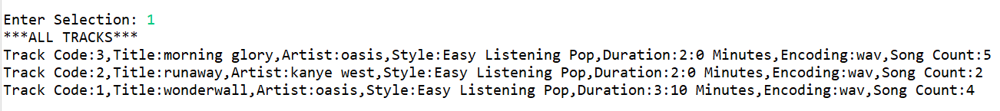 Enter Selection: 1
***ALL TRACKS***
Track Code:3,Title:morning glory,Artist:oasis,Style:Easy Listening Pop,Duration:2:0 Minutes,Encoding:wav,Song Count:5
Track Code:2,Title:runaway,Artist:kanye west,Style:Easy Listening Pop,Duration:2:0 Minutes,Encoding:wav,Song Count:2
Track Code:1,Title:wonderwall,Artist:oasis,Style:Easy Listening Pop,Duration:3:10 Minutes,Encoding:wav,Song Count:4